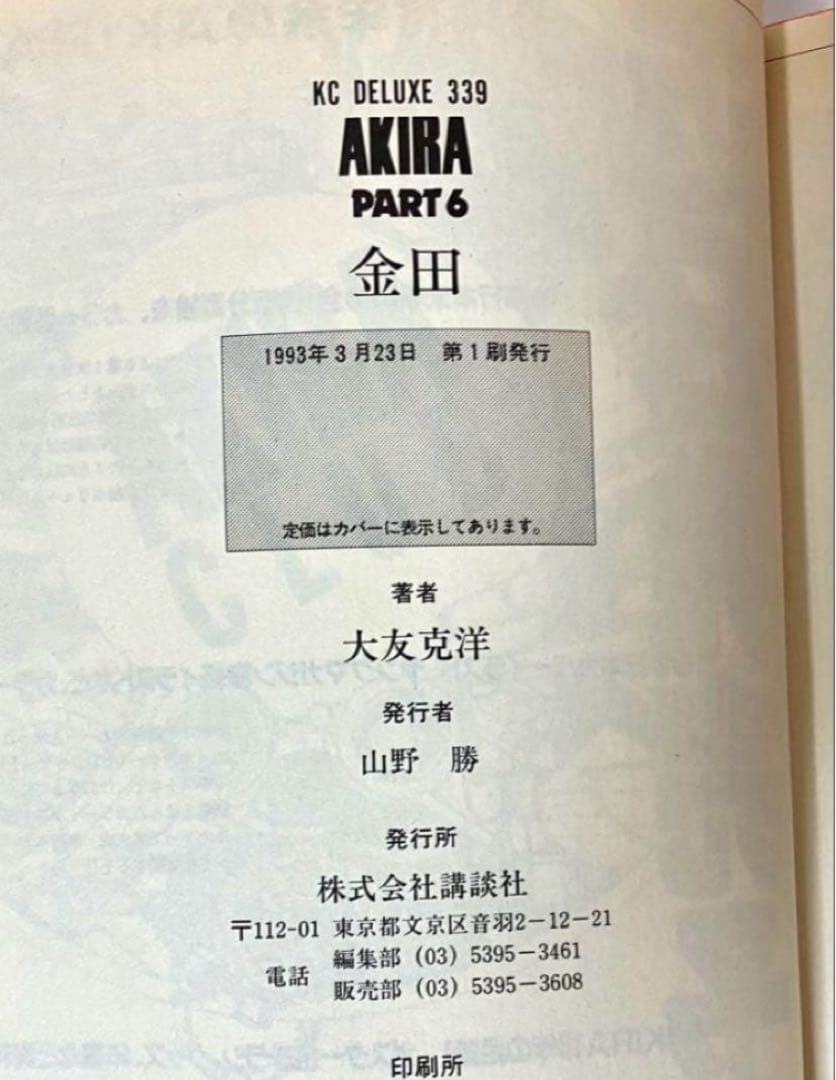 KC DELUXE 339
AKIRA
PART6
金田
1993年3月23日　第1刷発行
定価はカバーに表示してあります。
著者
大友克洋
発行者
山野　勝
発行所
株式会社講談社
〒112-01 東京都文京区音羽2－12－21
電話
編集部（03）5395－3461
販売部（03）5395－3608
印刷所